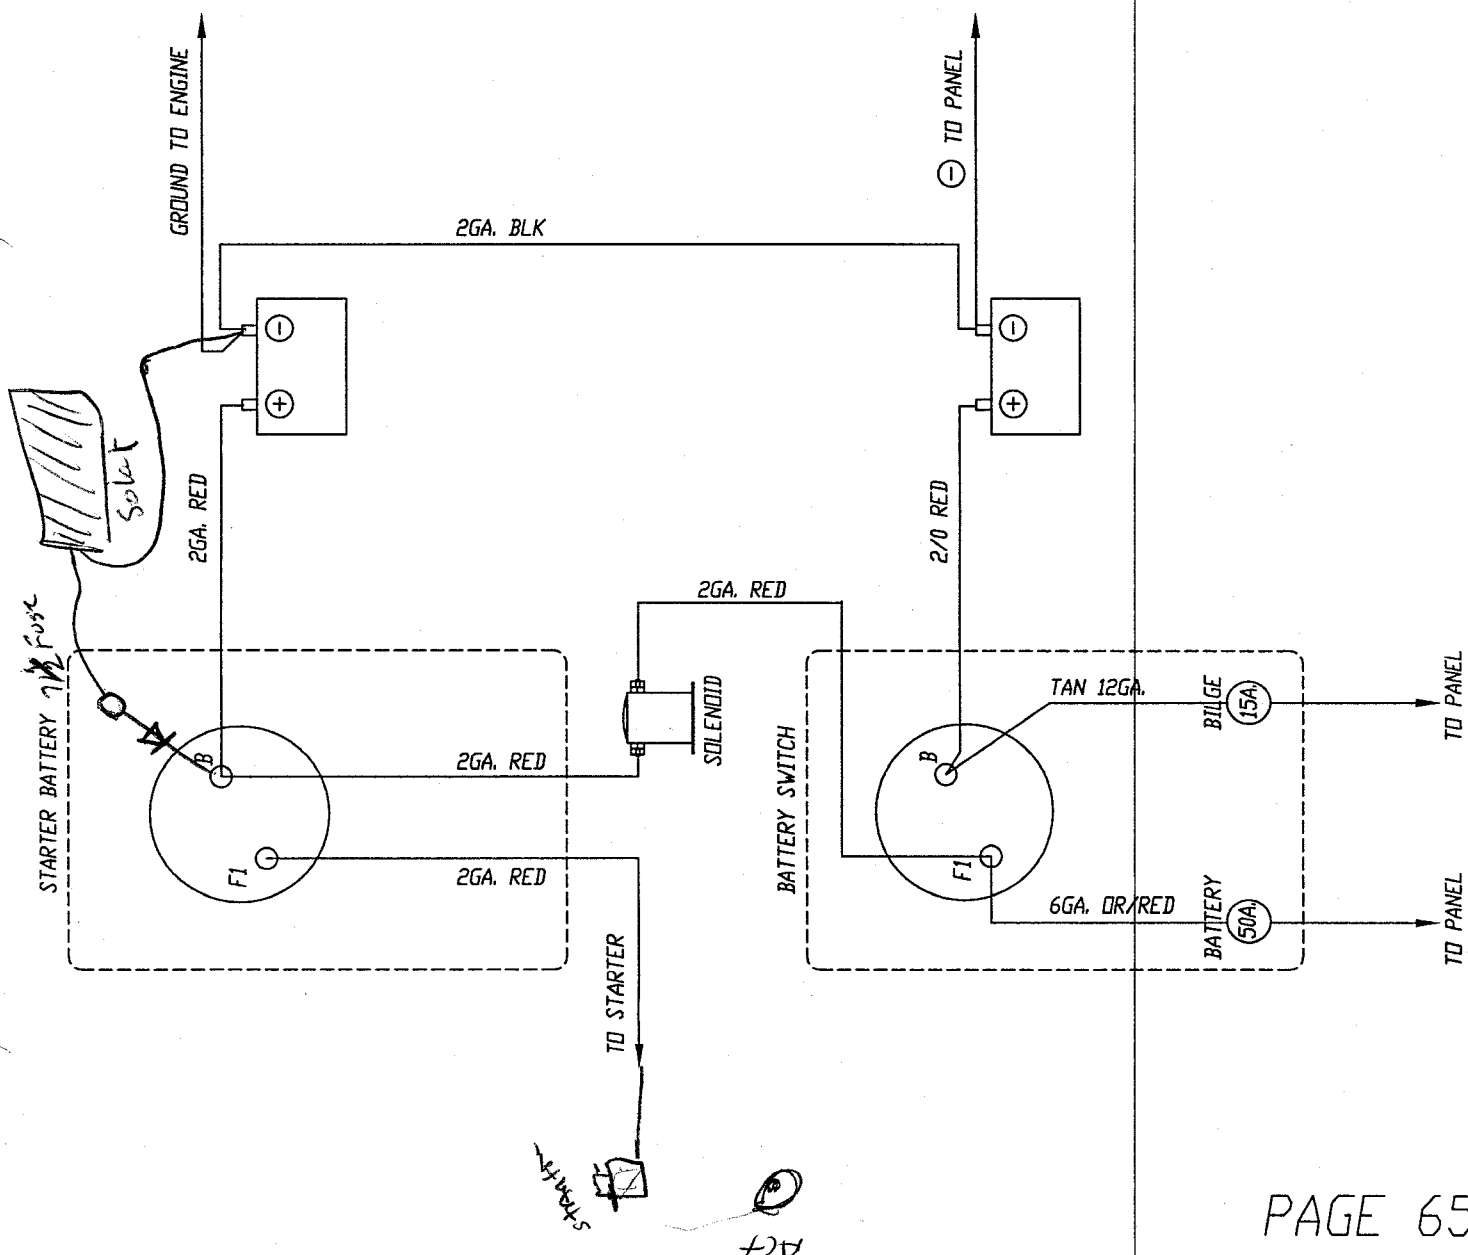 GROUND TO ENGINE
⊖ TO PANEL
2GA. BLK
−
+
−
+
Solar
2GA. RED
2/0 RED
2GA. RED
Fuse
STARTER BATTERY
B
F1
2GA. RED
2GA. RED
SOLENOID
BATTERY SWITCH
B
F1
TAN 12GA.
BILGE
15A.
TO PANEL
6GA. OR/RED
BATTERY
50A.
TO PANEL
TO STARTER
Starter
PAGE 65